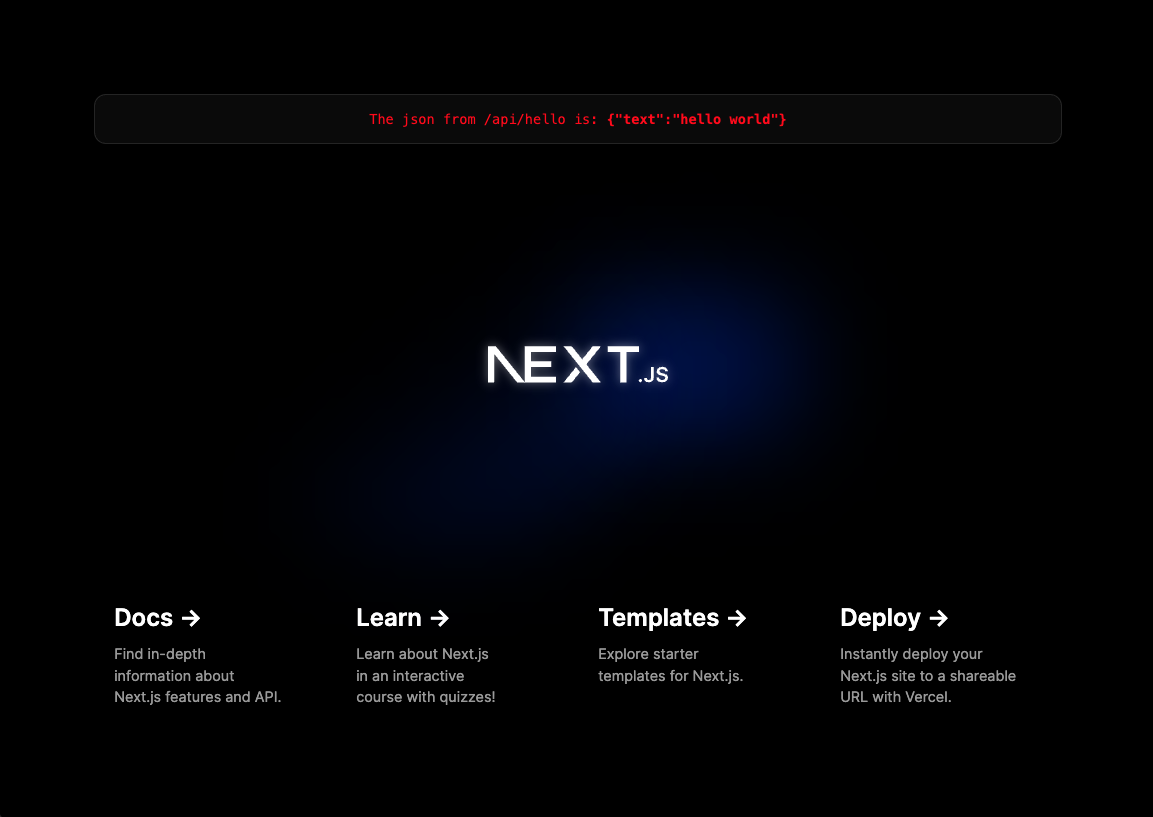 The json from /api/hello is: {"text":"hello world"}
NEXT.JS
Docs →
Find in-depth
information about
Next.js features and API.
Learn →
Learn about Next.js
in an interactive
course with quizzes!
Templates →
Explore starter
templates for Next.js.
Deploy →
Instantly deploy your
Next.js site to a shareable
URL with Vercel.